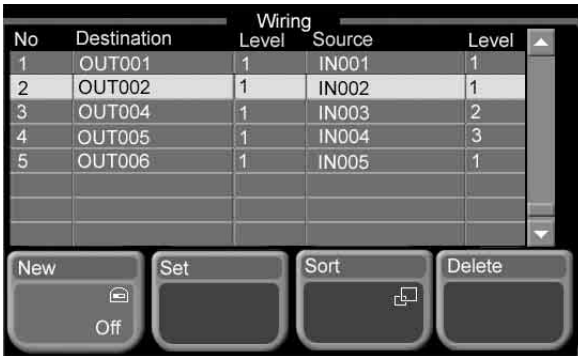 Wiring
No Destination Level Source Level
1 OUT001 1 IN001 1
2 OUT002 1 IN002 1
3 OUT004 1 IN003 2
4 OUT005 1 IN004 3
5 OUT006 1 IN005 1
New Set Sort Delete
Off